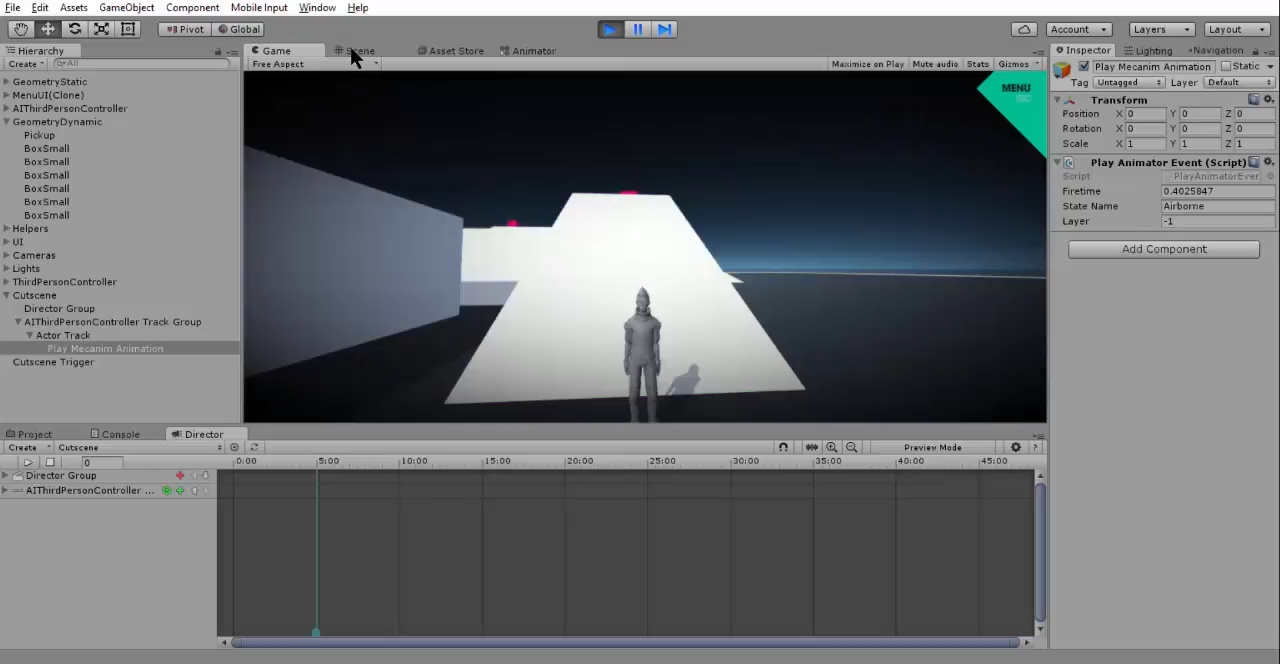 File Edit Assets GameObject Component Mobile Input Window Help
Pivot Global Account Layers Layout
Hierarchy Game Scene Asset Store Animator Inspector Lighting Navigation
Create All Free Aspect Maximize on Play Mute audio Stats Gizmos
Play Mecanim Animation Static
Tag Untagged Layer Default
GeometryStatic
MenuUI(Clone)
AIThirdPersonController
GeometryDynamic
Pickup
BoxSmall
BoxSmall
BoxSmall
BoxSmall
BoxSmall
BoxSmall
Helpers
UI
Cameras
Lights
ThirdPersonController
Cutscene
Director Group
AIThirdPersonController Track Group
Actor Track
Play Mecanim Animation
Cutscene Trigger
MENU
Transform
Position X 0 Y 0 Z 0
Rotation X 0 Y 0 Z 0
Scale X 1 Y 1 Z 1
Play Animator Event (Script)
Script PlayAnimatorEver
Firetime 0.4025847
State Name Airborne
Layer -1
Add Component
Project Console Director
Create Cutscene Preview Mode ?
0 0:00 5:00 10:00 15:00 20:00 25:00 30:00 35:00 40:00 45:00
Director Group
AIThirdPersonController ...